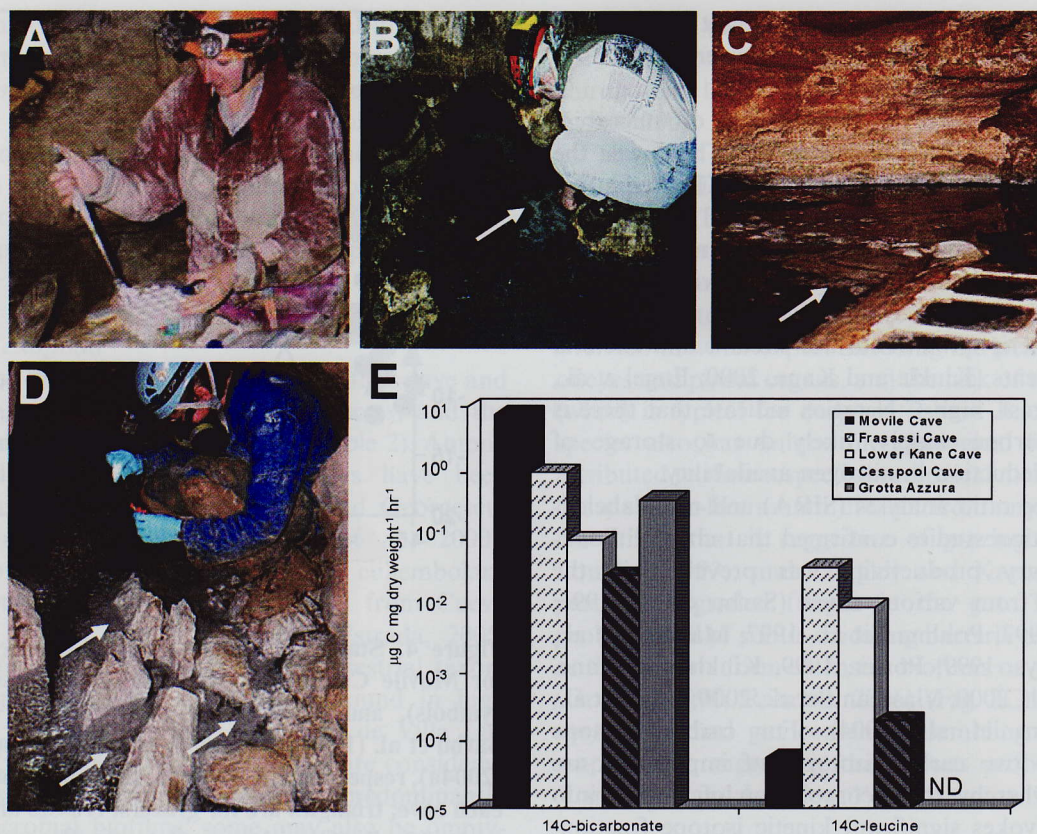 A
B
C
D
E
10¹
10⁰
10⁻¹
10⁻²
10⁻³
10⁻⁴
10⁻⁵
µg C mg dry weight⁻¹ hr⁻¹
Movile Cave
Frasassi Cave
Lower Kane Cave
Cesspool Cave
Grotta Azzura
ND
14C-bicarbonate
14C-leucine